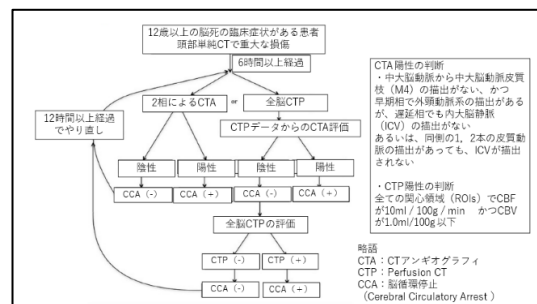 12歳以上の脳死の臨床症状がある患者
頭部単純CTで重大な損傷
6時間以上経過
12時間以上経過
でやり直し
2相によるCTA
or
全脳CTP
CTPデータからのCTA評価
陰性
陽性
陰性
陽性
CCA (-)
CCA (+)
CCA (-)
CCA (+)
全脳CTPの評価
CTP (-)
CTP (+)
CCA (-)
CCA (+)
CTA陽性の判断
・中大脳動脈から中大脳動脈皮質
枝（M4）の描出がない、かつ
早期相で外頸動脈系の描出がある
が、遅延相でも内大脳静脈
（ICV）の描出がない
あるいは、同側の1，2本の皮質動
脈の描出があっても、ICVが描出
されない
・CTP陽性の判断
全ての関心領域（ROIs）でCBF
が10ml / 100g / min　かつCBV
が1.0ml/100g以下
略語
CTA：CTアンギオグラフィ
CTP：Perfusion CT
CCA：脳循環停止
（Cerebral Circulatory Arrest )